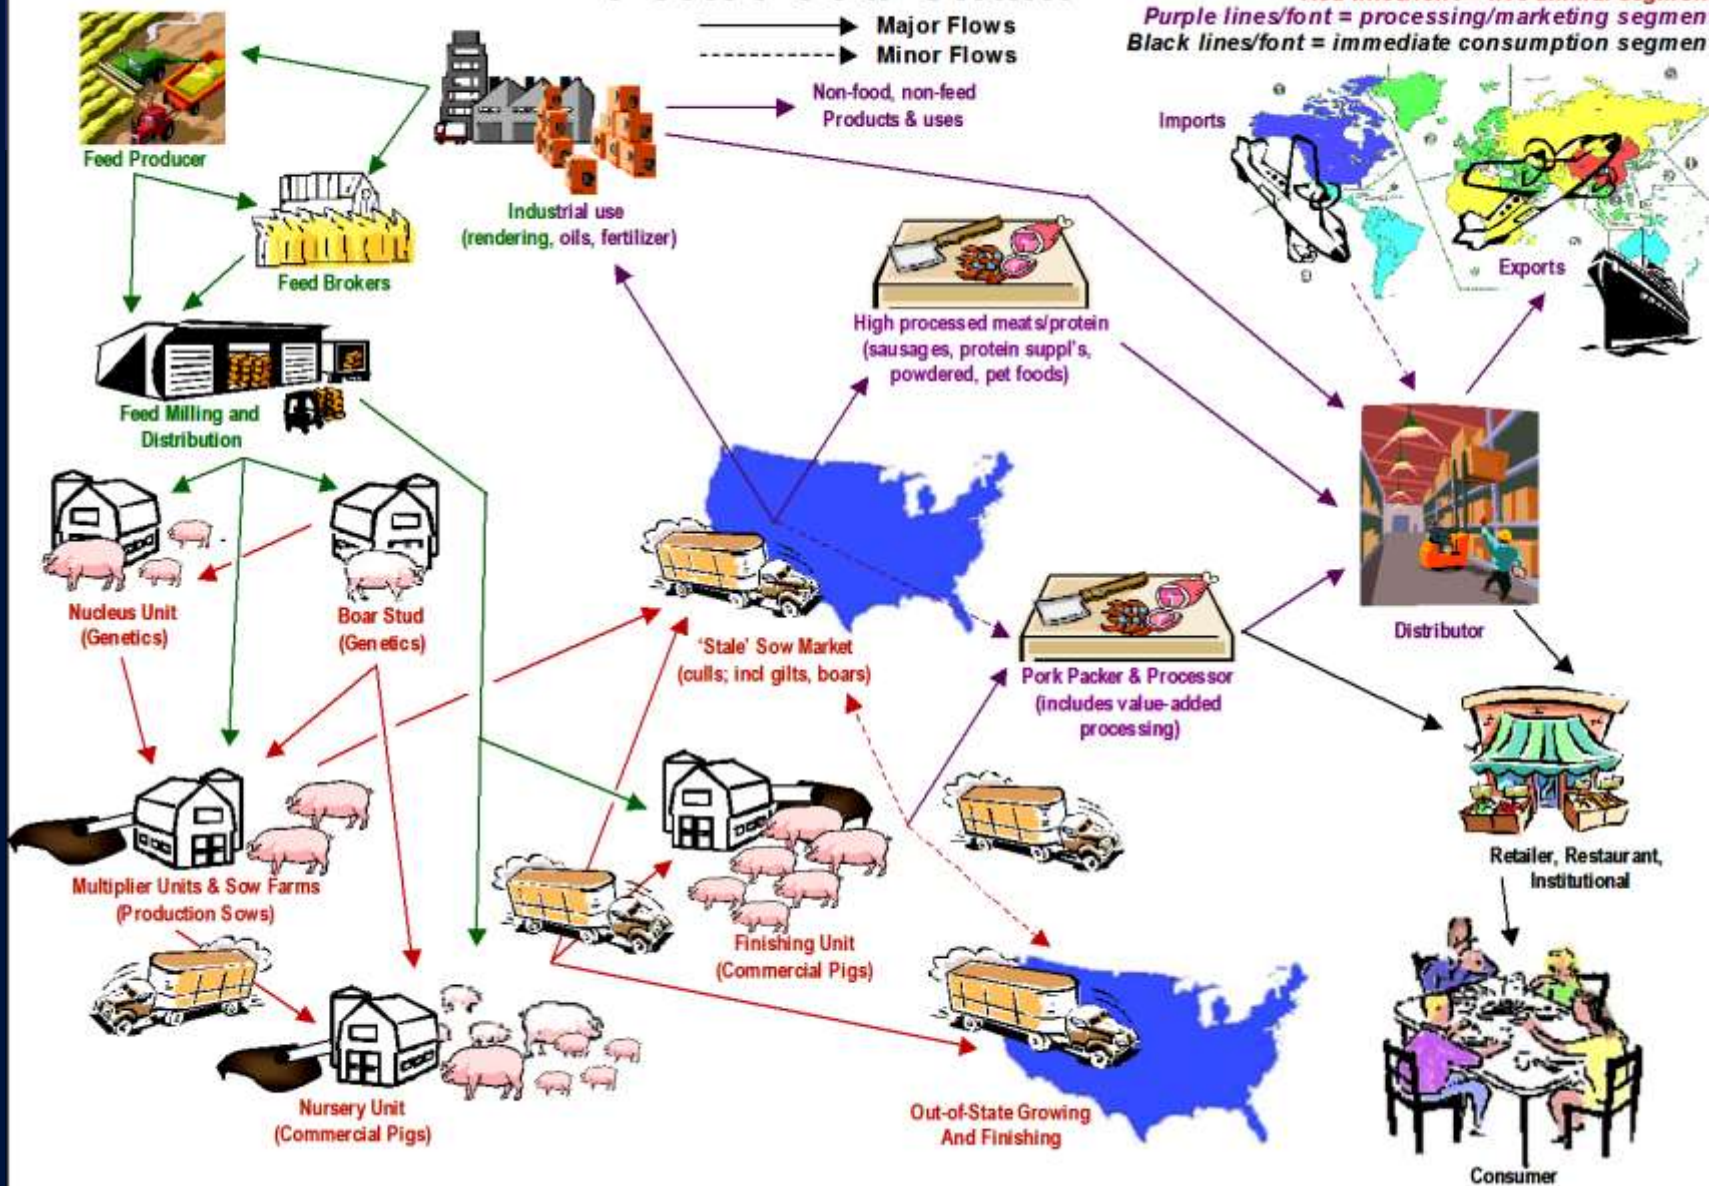 Major Flows
Minor Flows
Purple lines/font = processing/marketing segmen
Black lines/font = immediate consumption segmen
Non-food, non-feed
Products & uses
Imports
Exports
Feed Producer
Industrial use
(rendering, oils, fertilizer)
Feed Brokers
High processed meats/protein
(sausages, protein suppl's,
powdered, pet foods)
Feed Milling and
Distribution
Nucleus Unit
(Genetics)
Boar Stud
(Genetics)
'Stale' Sow Market
(culls; incl gilts, boars)
Pork Packer & Processor
(includes value-added
processing)
Distributor
Multiplier Units & Sow Farms
(Production Sows)
Finishing Unit
(Commercial Pigs)
Retailer, Restaurant,
Institutional
Nursery Unit
(Commercial Pigs)
Out-of-State Growing
And Finishing
Consumer